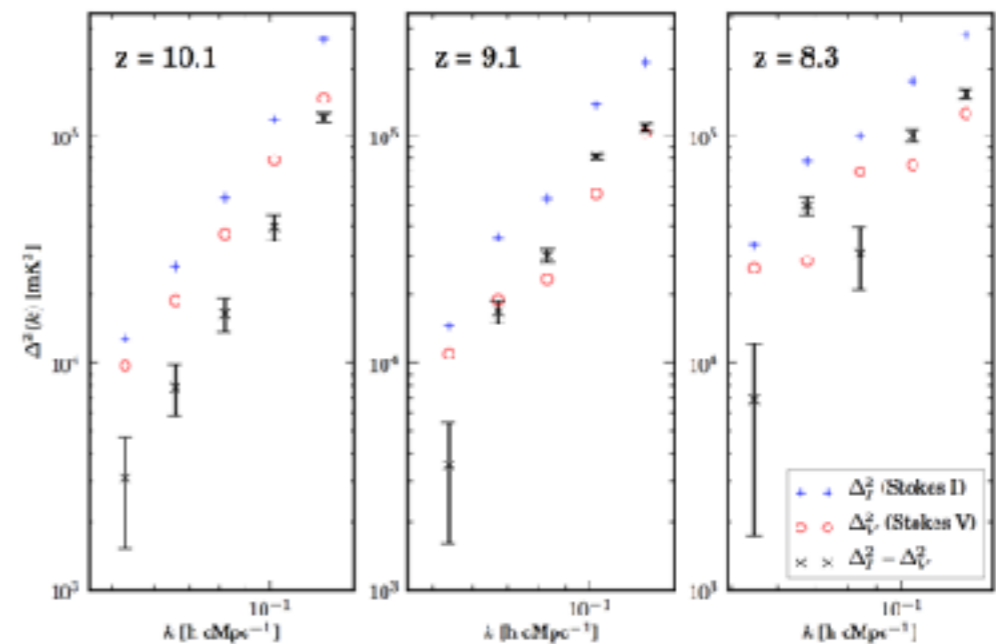 z = 10.1
z = 9.1
z = 8.3
10⁵
10⁵
10⁵
Δ²(k) [mK²]
10⁴
10⁴
10⁴
Δ²_I (Stokes I)
Δ²_V (Stokes V)
Δ²_I − Δ²_V
10³
10³
10³
10⁻¹
10⁻¹
10⁻¹
k [h cMpc⁻¹]
k [h cMpc⁻¹]
k [h cMpc⁻¹]